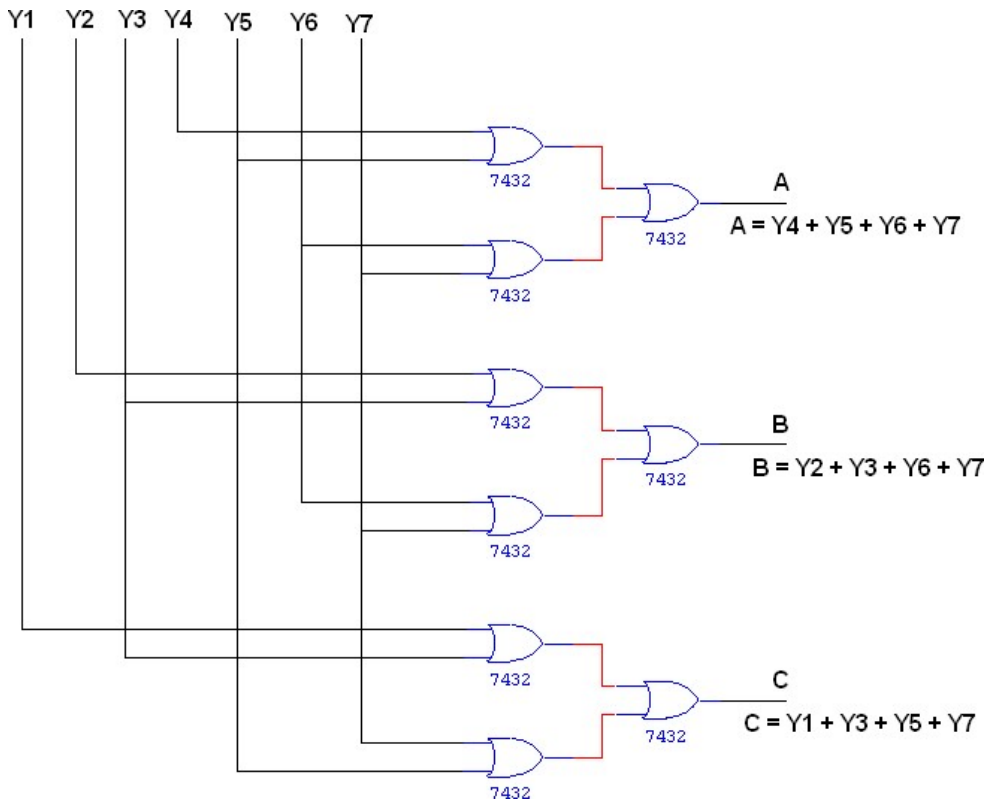 Y1 Y2 Y3 Y4 Y5 Y6 Y7
7432
A
7432
A = Y4 + Y5 + Y6 + Y7
7432
7432
B
B = Y2 + Y3 + Y6 + Y7
7432
7432
7432
C
C = Y1 + Y3 + Y5 + Y7
7432
7432